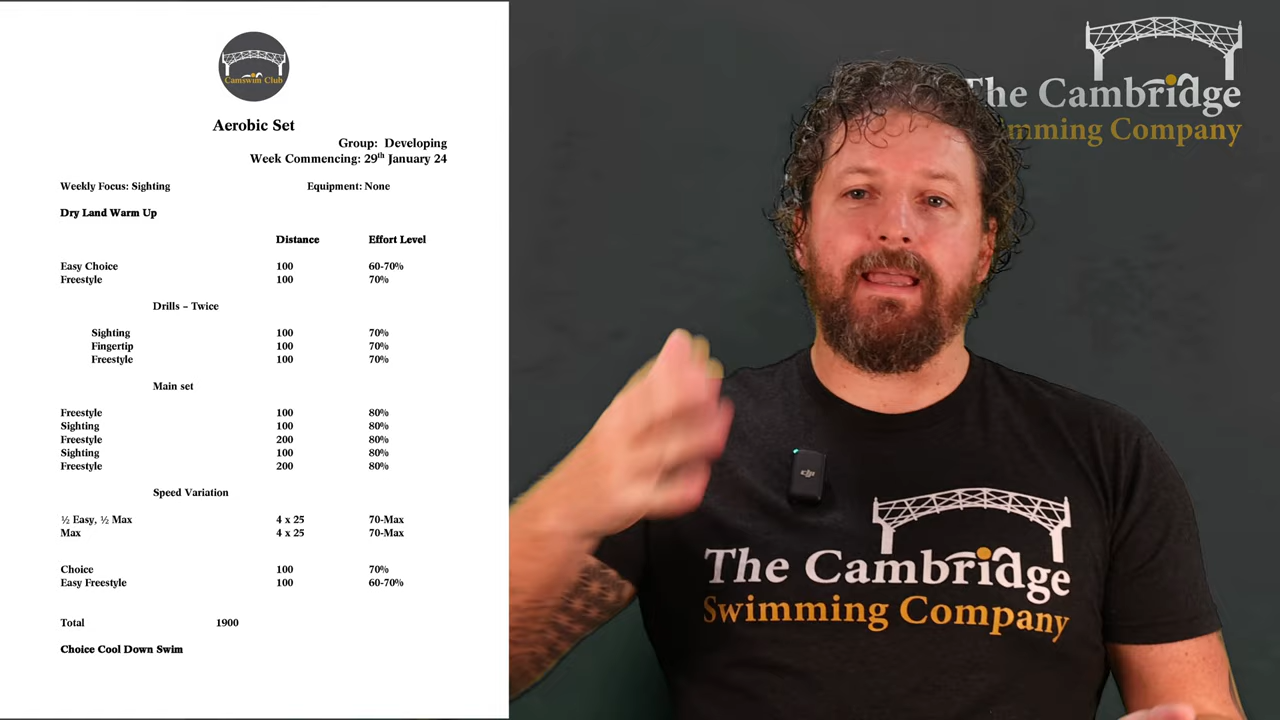 Camswim Club
Aerobic Set
Group: Developing
Week Commencing: 29th January 24
Weekly Focus: Sighting Equipment: None
Dry Land Warm Up
Distance Effort Level
Easy Choice 100 60-70%
Freestyle 100 70%
Drills – Twice
Sighting 100 70%
Fingertip 100 70%
Freestyle 100 70%
Main set
Freestyle 100 80%
Sighting 100 80%
Freestyle 200 80%
Sighting 100 80%
Freestyle 200 80%
Speed Variation
½ Easy, ½ Max 4 x 25 70-Max
Max 4 x 25 70-Max
Choice 100 70%
Easy Freestyle 100 60-70%
Total 1900
Choice Cool Down Swim
The Cambridge
mming Company
dji
The Cambridge
Swimming Company